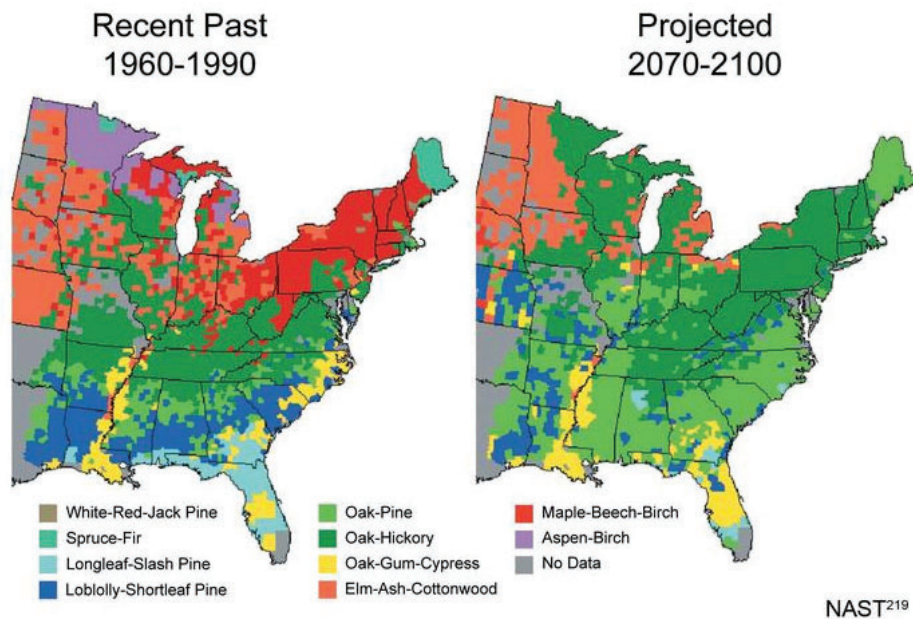 Recent Past
1960-1990
Projected
2070-2100
White-Red-Jack Pine
Spruce-Fir
Longleaf-Slash Pine
Loblolly-Shortleaf Pine
Oak-Pine
Oak-Hickory
Oak-Gum-Cypress
Elm-Ash-Cottonwood
Maple-Beech-Birch
Aspen-Birch
No Data
NAST219